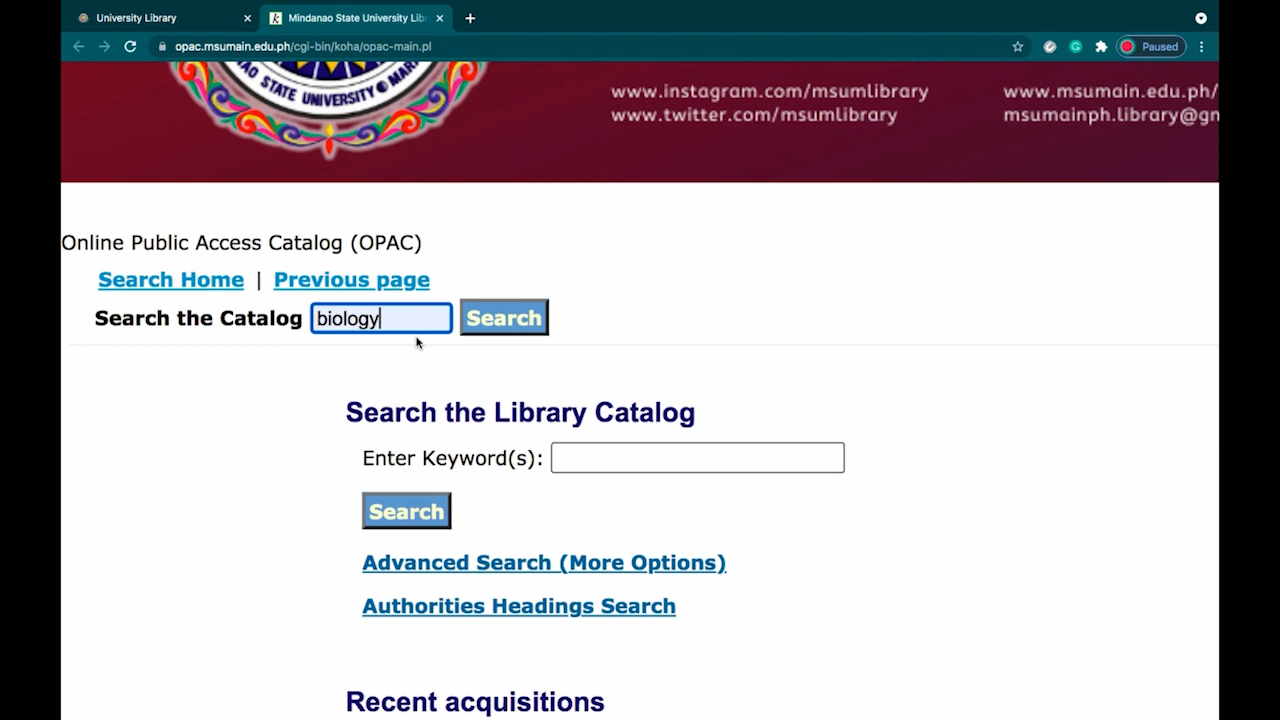 University Library
Mindanao State University Lib
opac.msumain.edu.ph/cgi-bin/koha/opac-main.pl
Paused
NAO STATE UNIVERSITY
www.instagram.com/msumlibrary
www.msumain.edu.ph/
www.twitter.com/msumlibrary
msumainph.library@gm
Online Public Access Catalog (OPAC)
Search Home | Previous page
Search the Catalog biology Search
Search the Library Catalog
Enter Keyword(s):
Search
Advanced Search (More Options)
Authorities Headings Search
Recent acquisitions